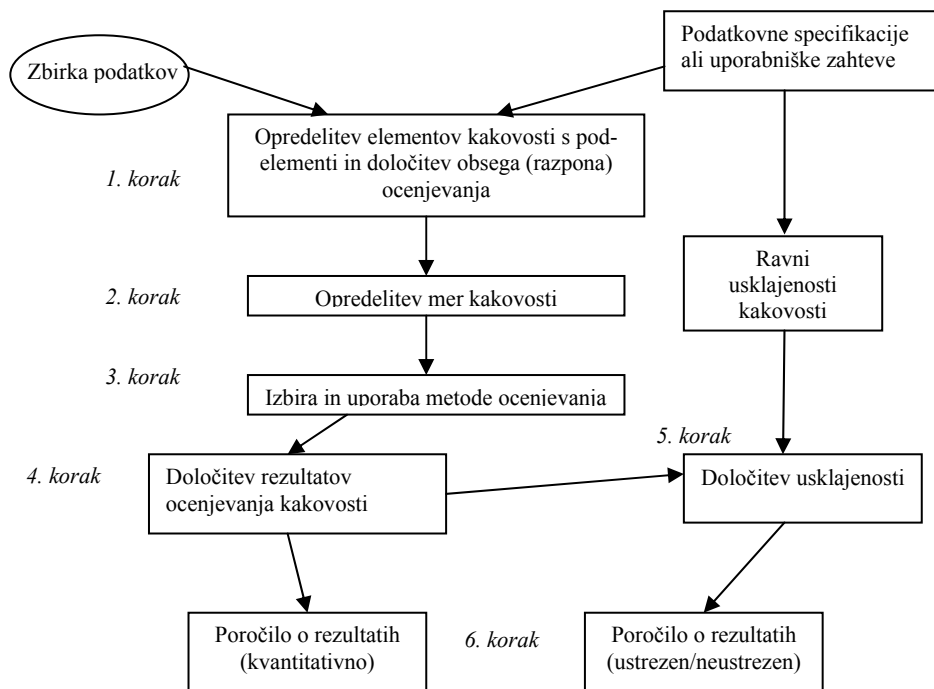 Podatkovne specifikacije
ali uporabniške zahteve
Zbirka podatkov
Opredelitev elementov kakovosti s pod-
elementi in določitev obsega (razpona)
ocenjevanja
1. korak
Ravni
usklajenosti
kakovosti
2. korak
Opredelitev mer kakovosti
3. korak
Izbira in uporaba metode ocenjevanja
5. korak
4. korak
Določitev rezultatov
ocenjevanja kakovosti
Določitev usklajenosti
Poročilo o rezultatih
(kvantitativno)
6. korak
Poročilo o rezultatih
(ustrezen/neustrezen)